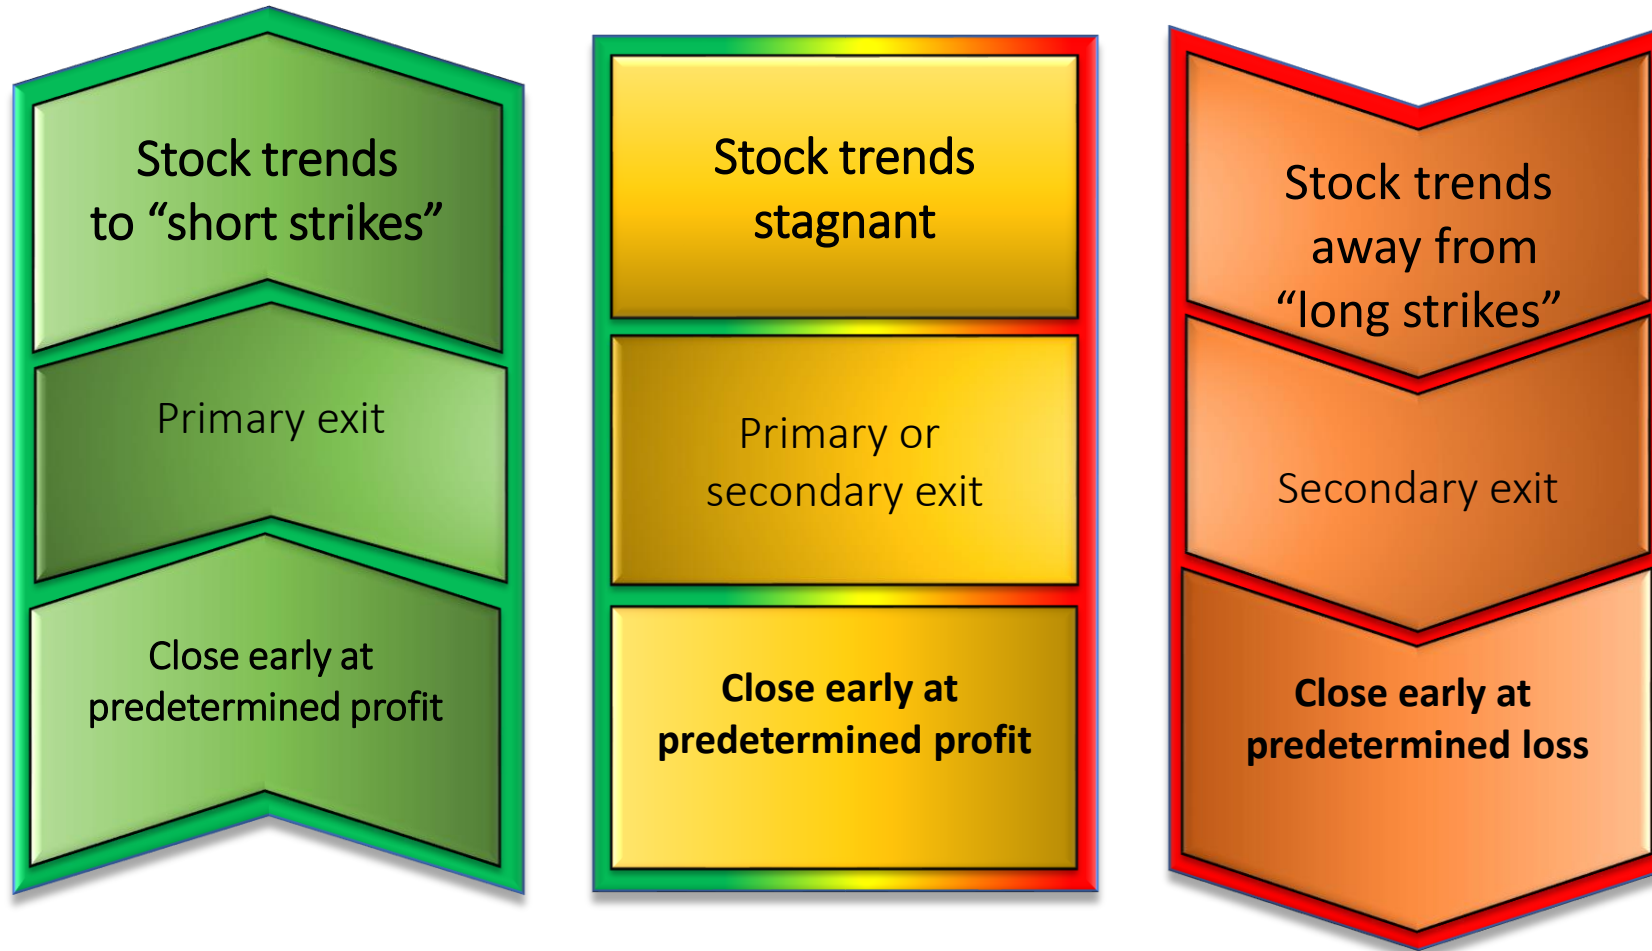 Stock trends
to “short strikes”
Primary exit
Close early at
predetermined profit
Stock trends
stagnant
Primary or
secondary exit
Close early at
predetermined profit
Stock trends
away from
“long strikes”
Secondary exit
Close early at
predetermined loss